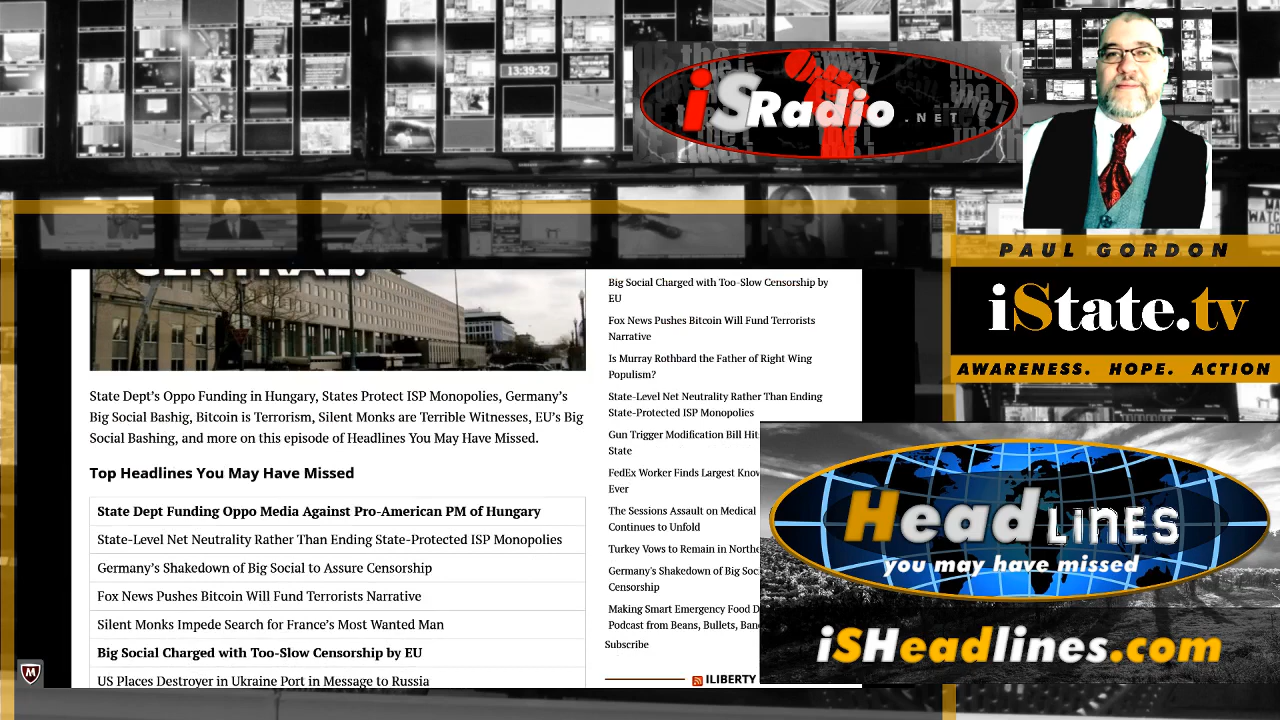 13:39:32
iSRadio.NET
PAUL GORDON
iState.tv
AWARENESS. HOPE. ACTION
CENTRAL!
State Dept's Oppo Funding in Hungary, States Protect ISP Monopolies, Germany's
Big Social Bashig, Bitcoin is Terrorism, Silent Monks are Terrible Witnesses, EU's Big
Social Bashing, and more on this episode of Headlines You May Have Missed.
Top Headlines You May Have Missed
State Dept Funding Oppo Media Against Pro-American PM of Hungary
State-Level Net Neutrality Rather Than Ending State-Protected ISP Monopolies
Germany's Shakedown of Big Social to Assure Censorship
Fox News Pushes Bitcoin Will Fund Terrorists Narrative
Silent Monks Impede Search for France's Most Wanted Man
Big Social Charged with Too-Slow Censorship by EU
US Places Destroyer in Ukraine Port in Message to Russia
Big Social Charged with Too-Slow Censorship by
EU
Fox News Pushes Bitcoin Will Fund Terrorists
Narrative
Is Murray Rothbard the Father of Right Wing
Populism?
State-Level Net Neutrality Rather Than Ending
State-Protected ISP Monopolies
Gun Trigger Modification Bill Hit
State
FedEx Worker Finds Largest Know
Ever
The Sessions Assault on Medical
Continues to Unfold
Turkey Vows to Remain in Northe
Germany's Shakedown of Big Soc
Censorship
Making Smart Emergency Food D
Podcast from Beans, Bullets, Ban
Subscribe
ILIBERTY
HeadLINES
you may have missed
iSHeadlines.com